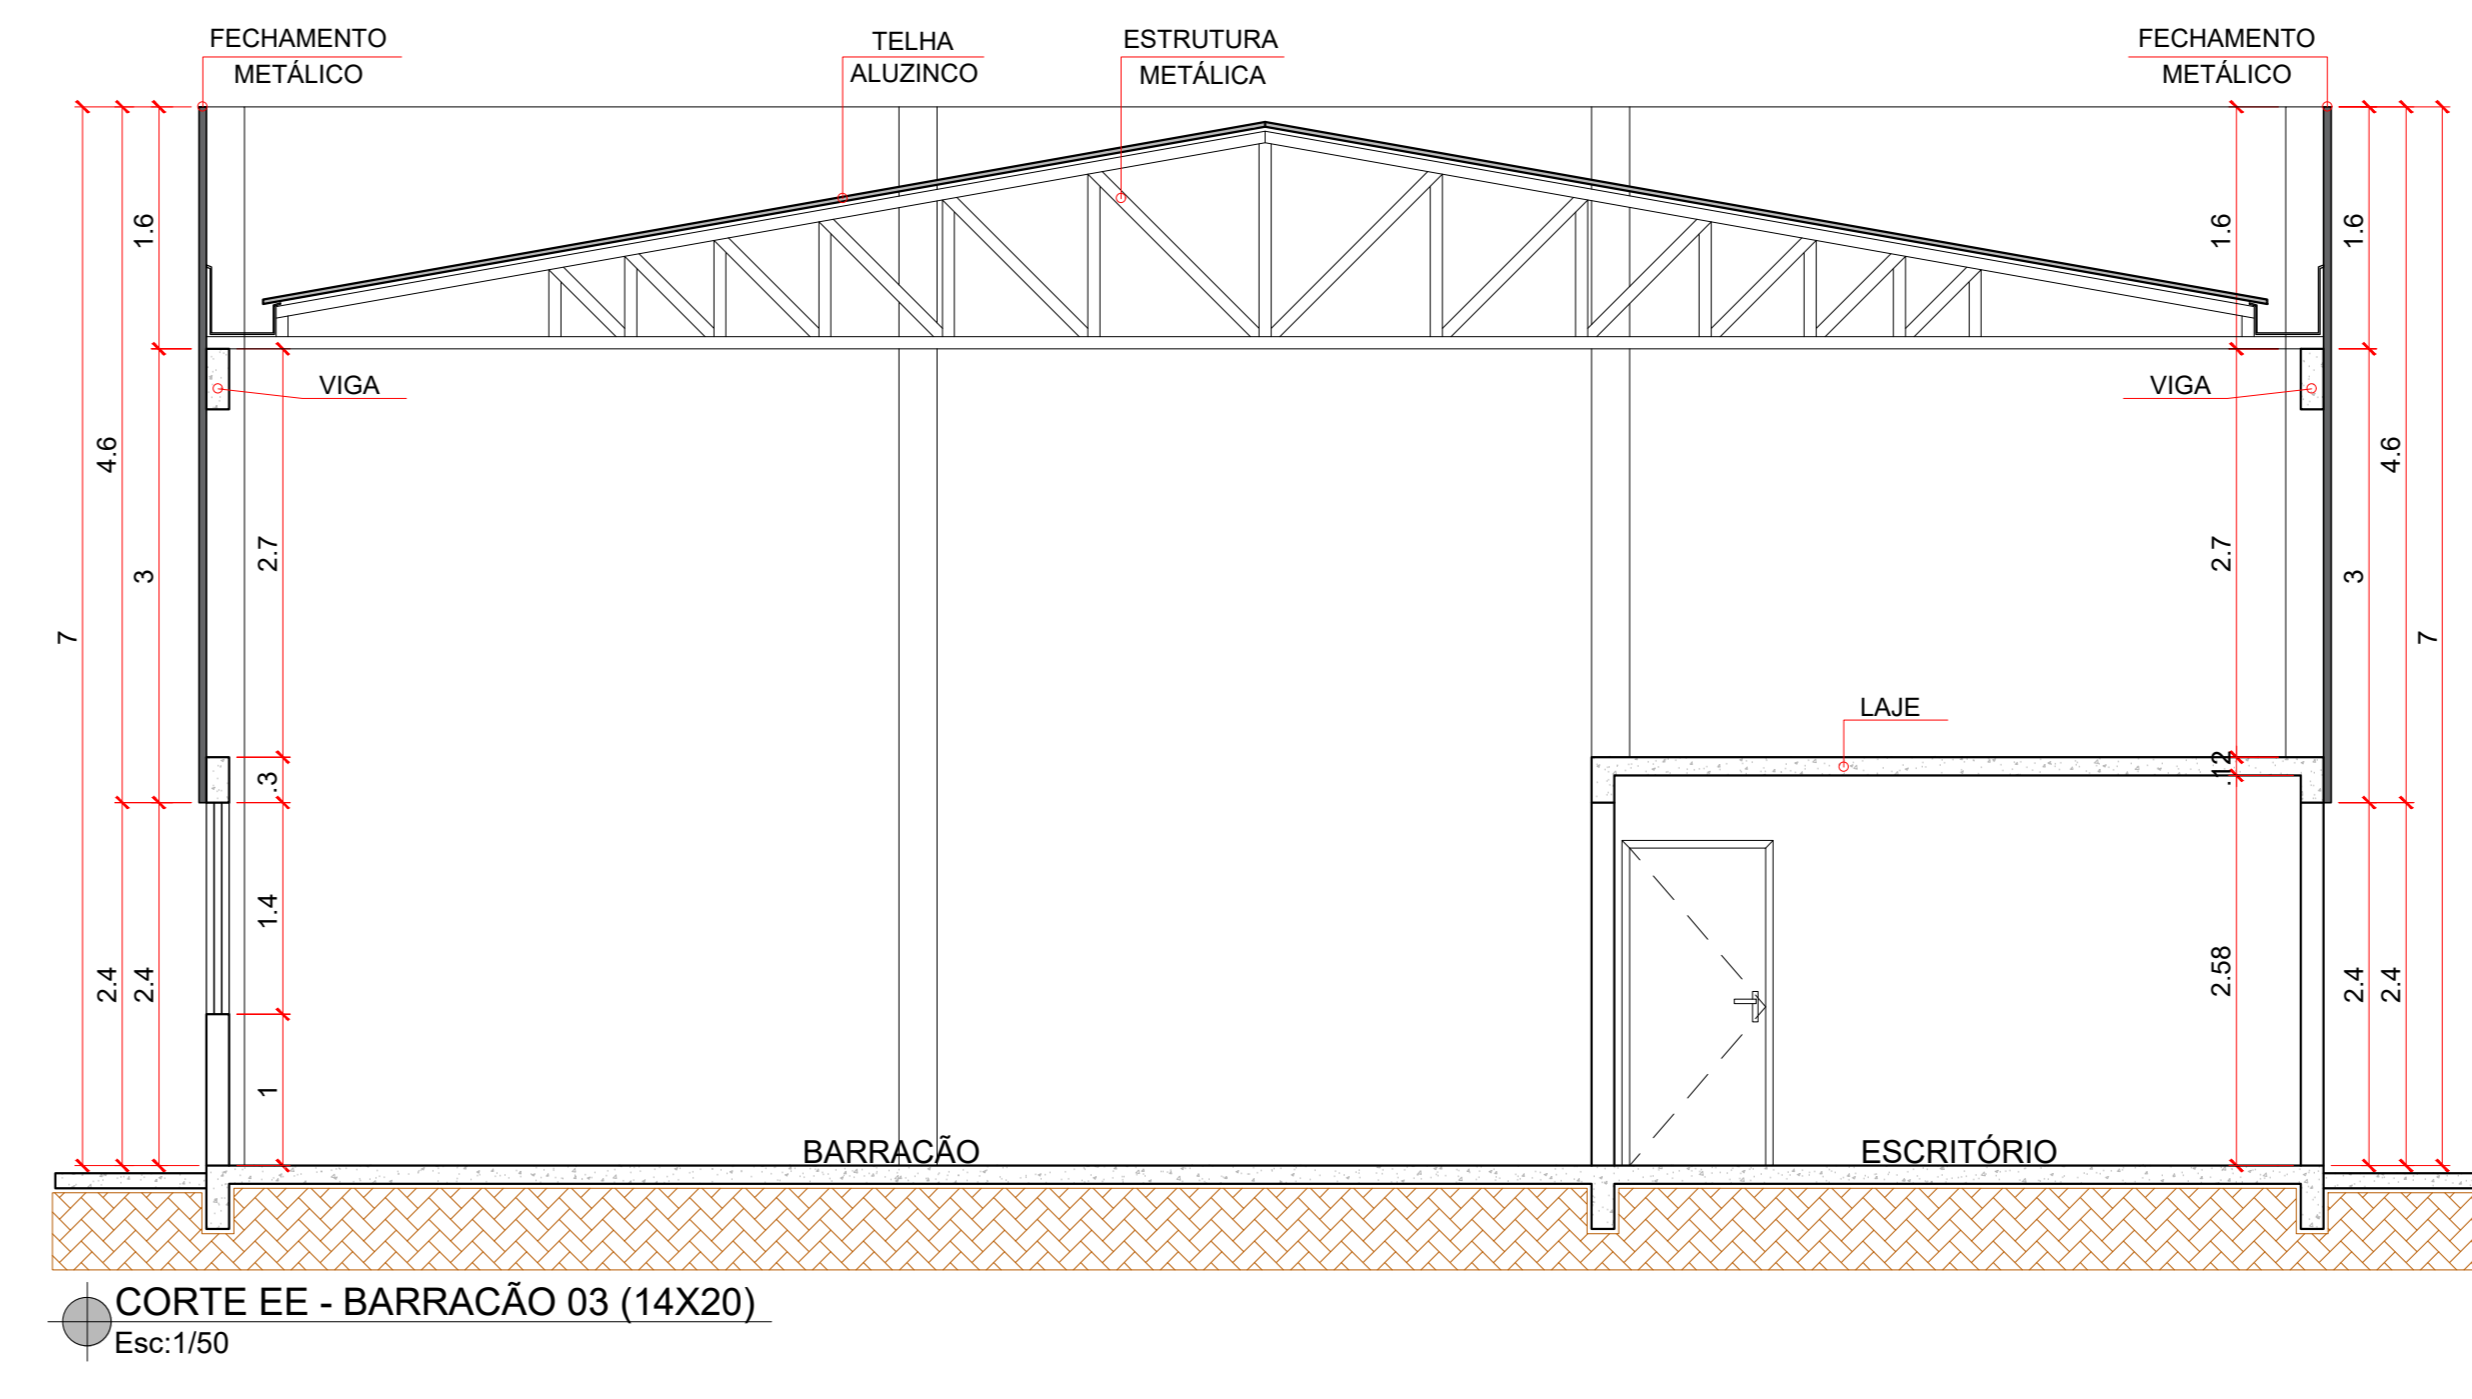 FECHAMENTO
METÁLICO
TELHA
ALUZINCO
ESTRUTURA
METÁLICA
FECHAMENTO
METÁLICO
1.6
1.6
1.6
VIGA
VIGA
4.6
4.6
2.7
2.7
3
3
7
7
LAJE
.3
.12
1.4
2.58
2.4
2.4
2.4
2.4
1
BARRACÃO
ESCRITÓRIO
CORTE EE - BARRACÃO 03 (14X20)
Esc:1/50